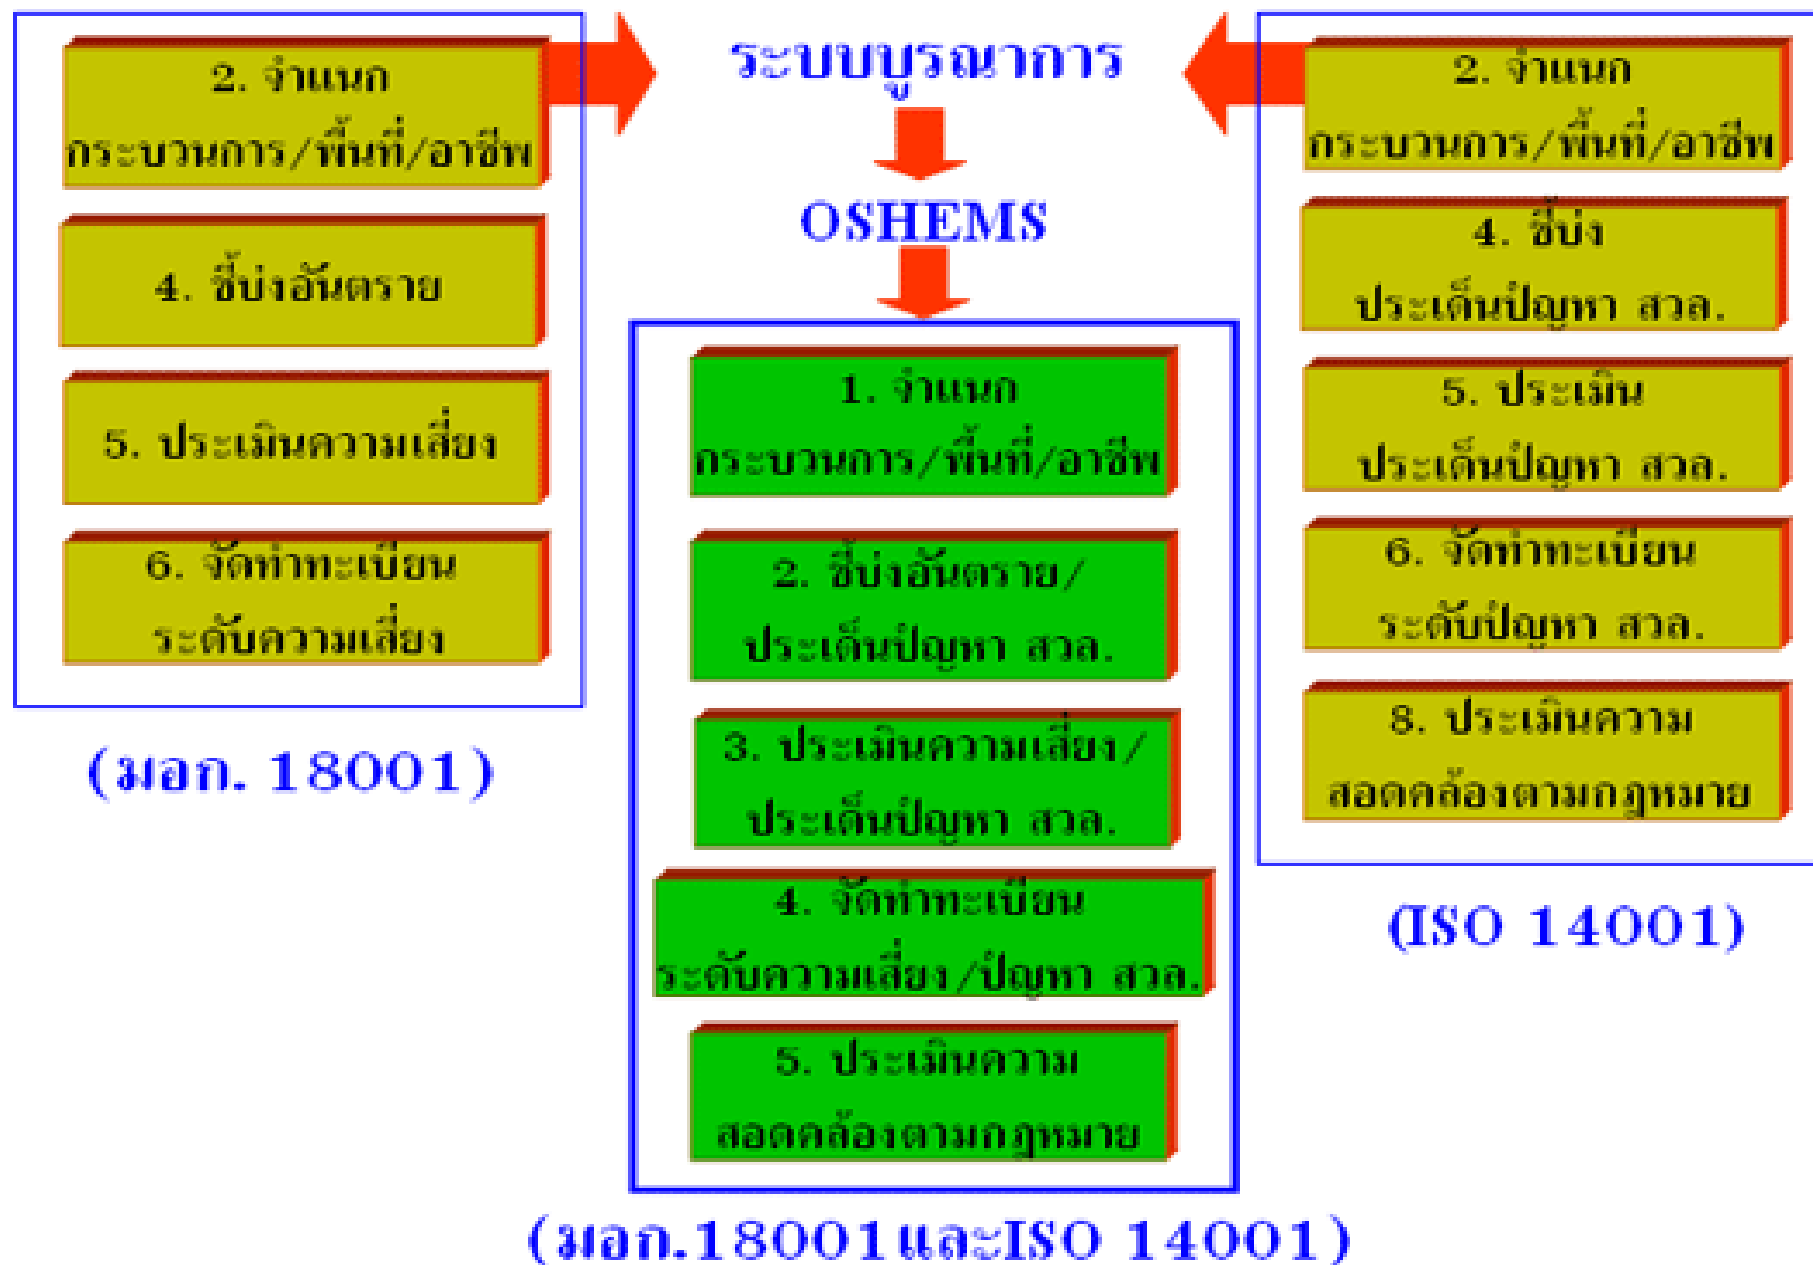 2. จำแนก
กระบวนการ/พื้นที่/อาชีพ
4. ชี้บ่งอันตราย
5. ประเมินความเสี่ยง
6. จัดทำทะเบียน
ระดับความเสี่ยง
(มอก. 18001)
ระบบบูรณาการ
OSHEMS
1. จำแนก
กระบวนการ/พื้นที่/อาชีพ
2. ชี้บ่งอันตราย/
ประเด็นปัญหา สวล.
3. ประเมินความเสี่ยง/
ประเด็นปัญหา สวล.
4. จัดทำทะเบียน
ระดับความเสี่ยง/ปัญหา สวล.
5. ประเมินความ
สอดคล้องตามกฎหมาย
(มอก.18001และISO 14001)
2. จำแนก
กระบวนการ/พื้นที่/อาชีพ
4. ชี้บ่ง
ประเด็นปัญหา สวล.
5. ประเมิน
ประเด็นปัญหา สวล.
6. จัดทำทะเบียน
ระดับปัญหา สวล.
8. ประเมินความ
สอดคล้องตามกฎหมาย
(ISO 14001)